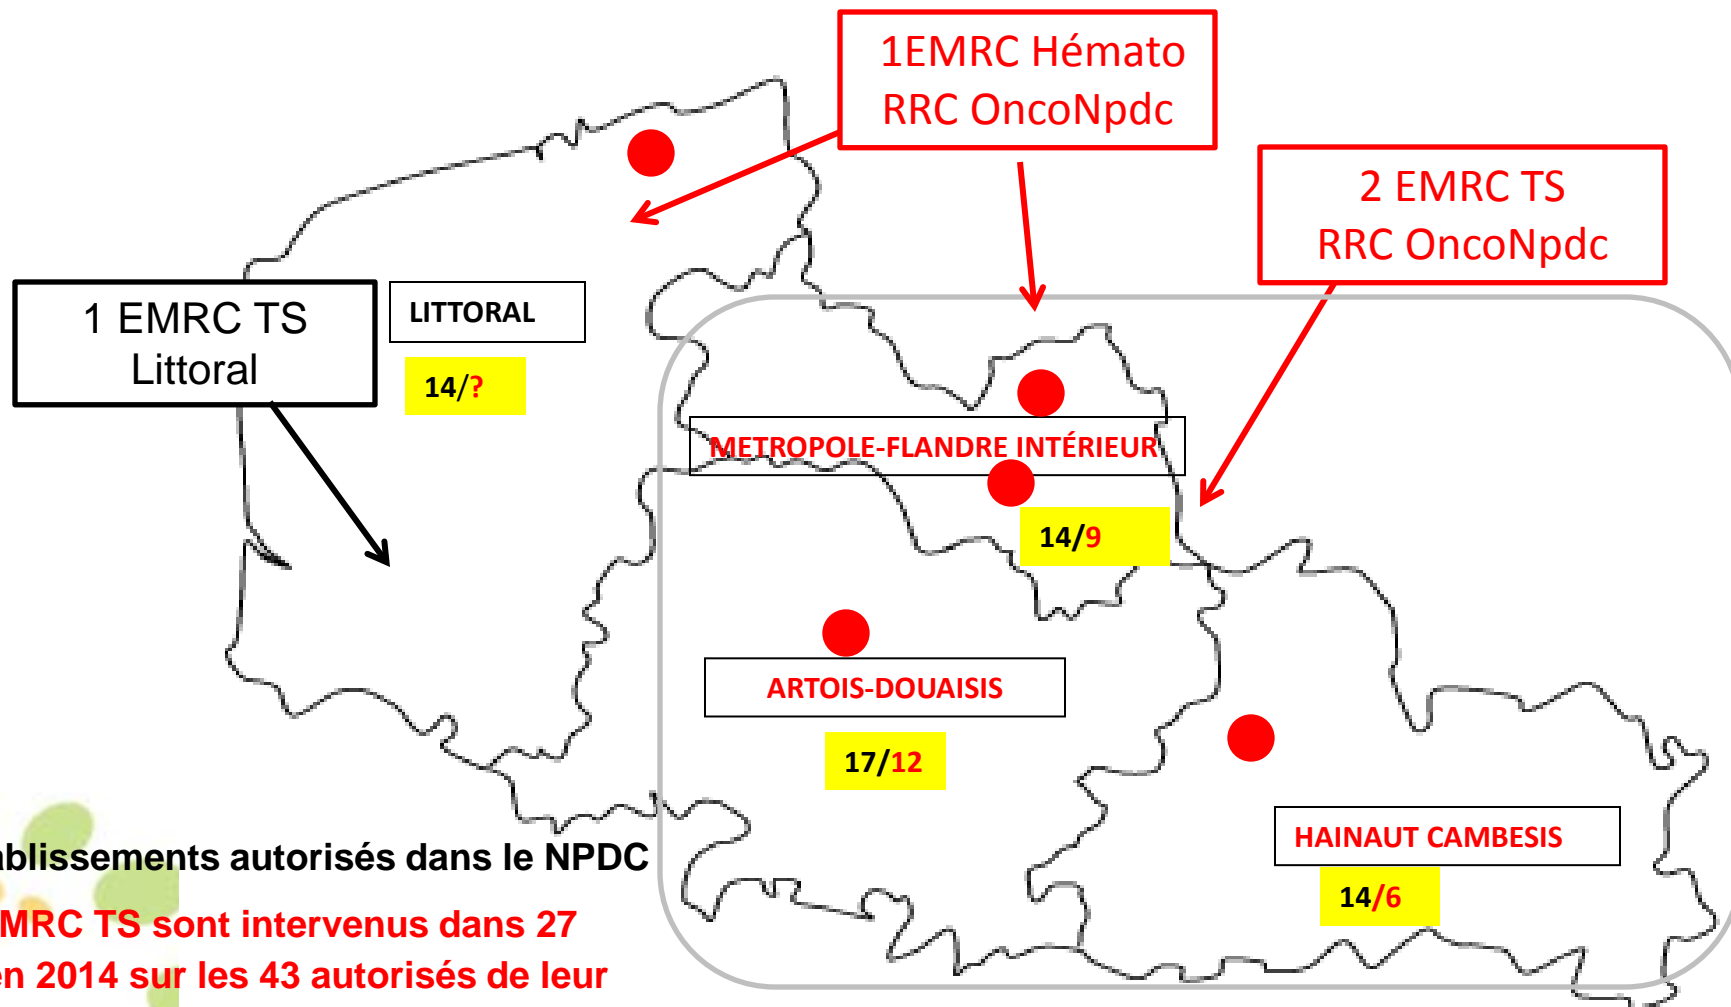 1EMRC Hémato
RRC OncoNpdc
2 EMRC TS
RRC OncoNpdc
1 EMRC TS
Littoral
LITTORAL
14/?
METROPOLE-FLANDRE INTÉRIEUR
14/9
ARTOIS-DOUAISIS
17/12
HAINAUT CAMBESIS
14/6
ablissements autorisés dans le NPDC
MRC TS sont intervenus dans 27
en 2014 sur les 43 autorisés de leur